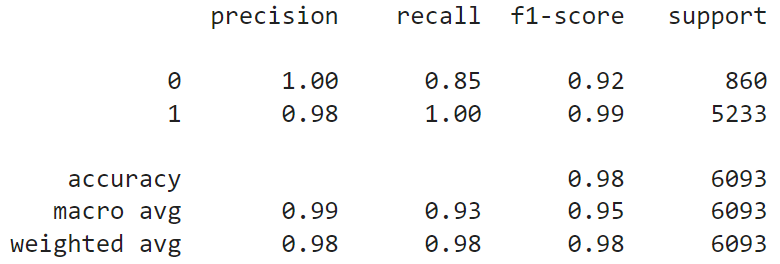 precision recall f1-score support
0 1.00 0.85 0.92 860
1 0.98 1.00 0.99 5233
accuracy 0.98 6093
macro avg 0.99 0.93 0.95 6093
weighted avg 0.98 0.98 0.98 6093